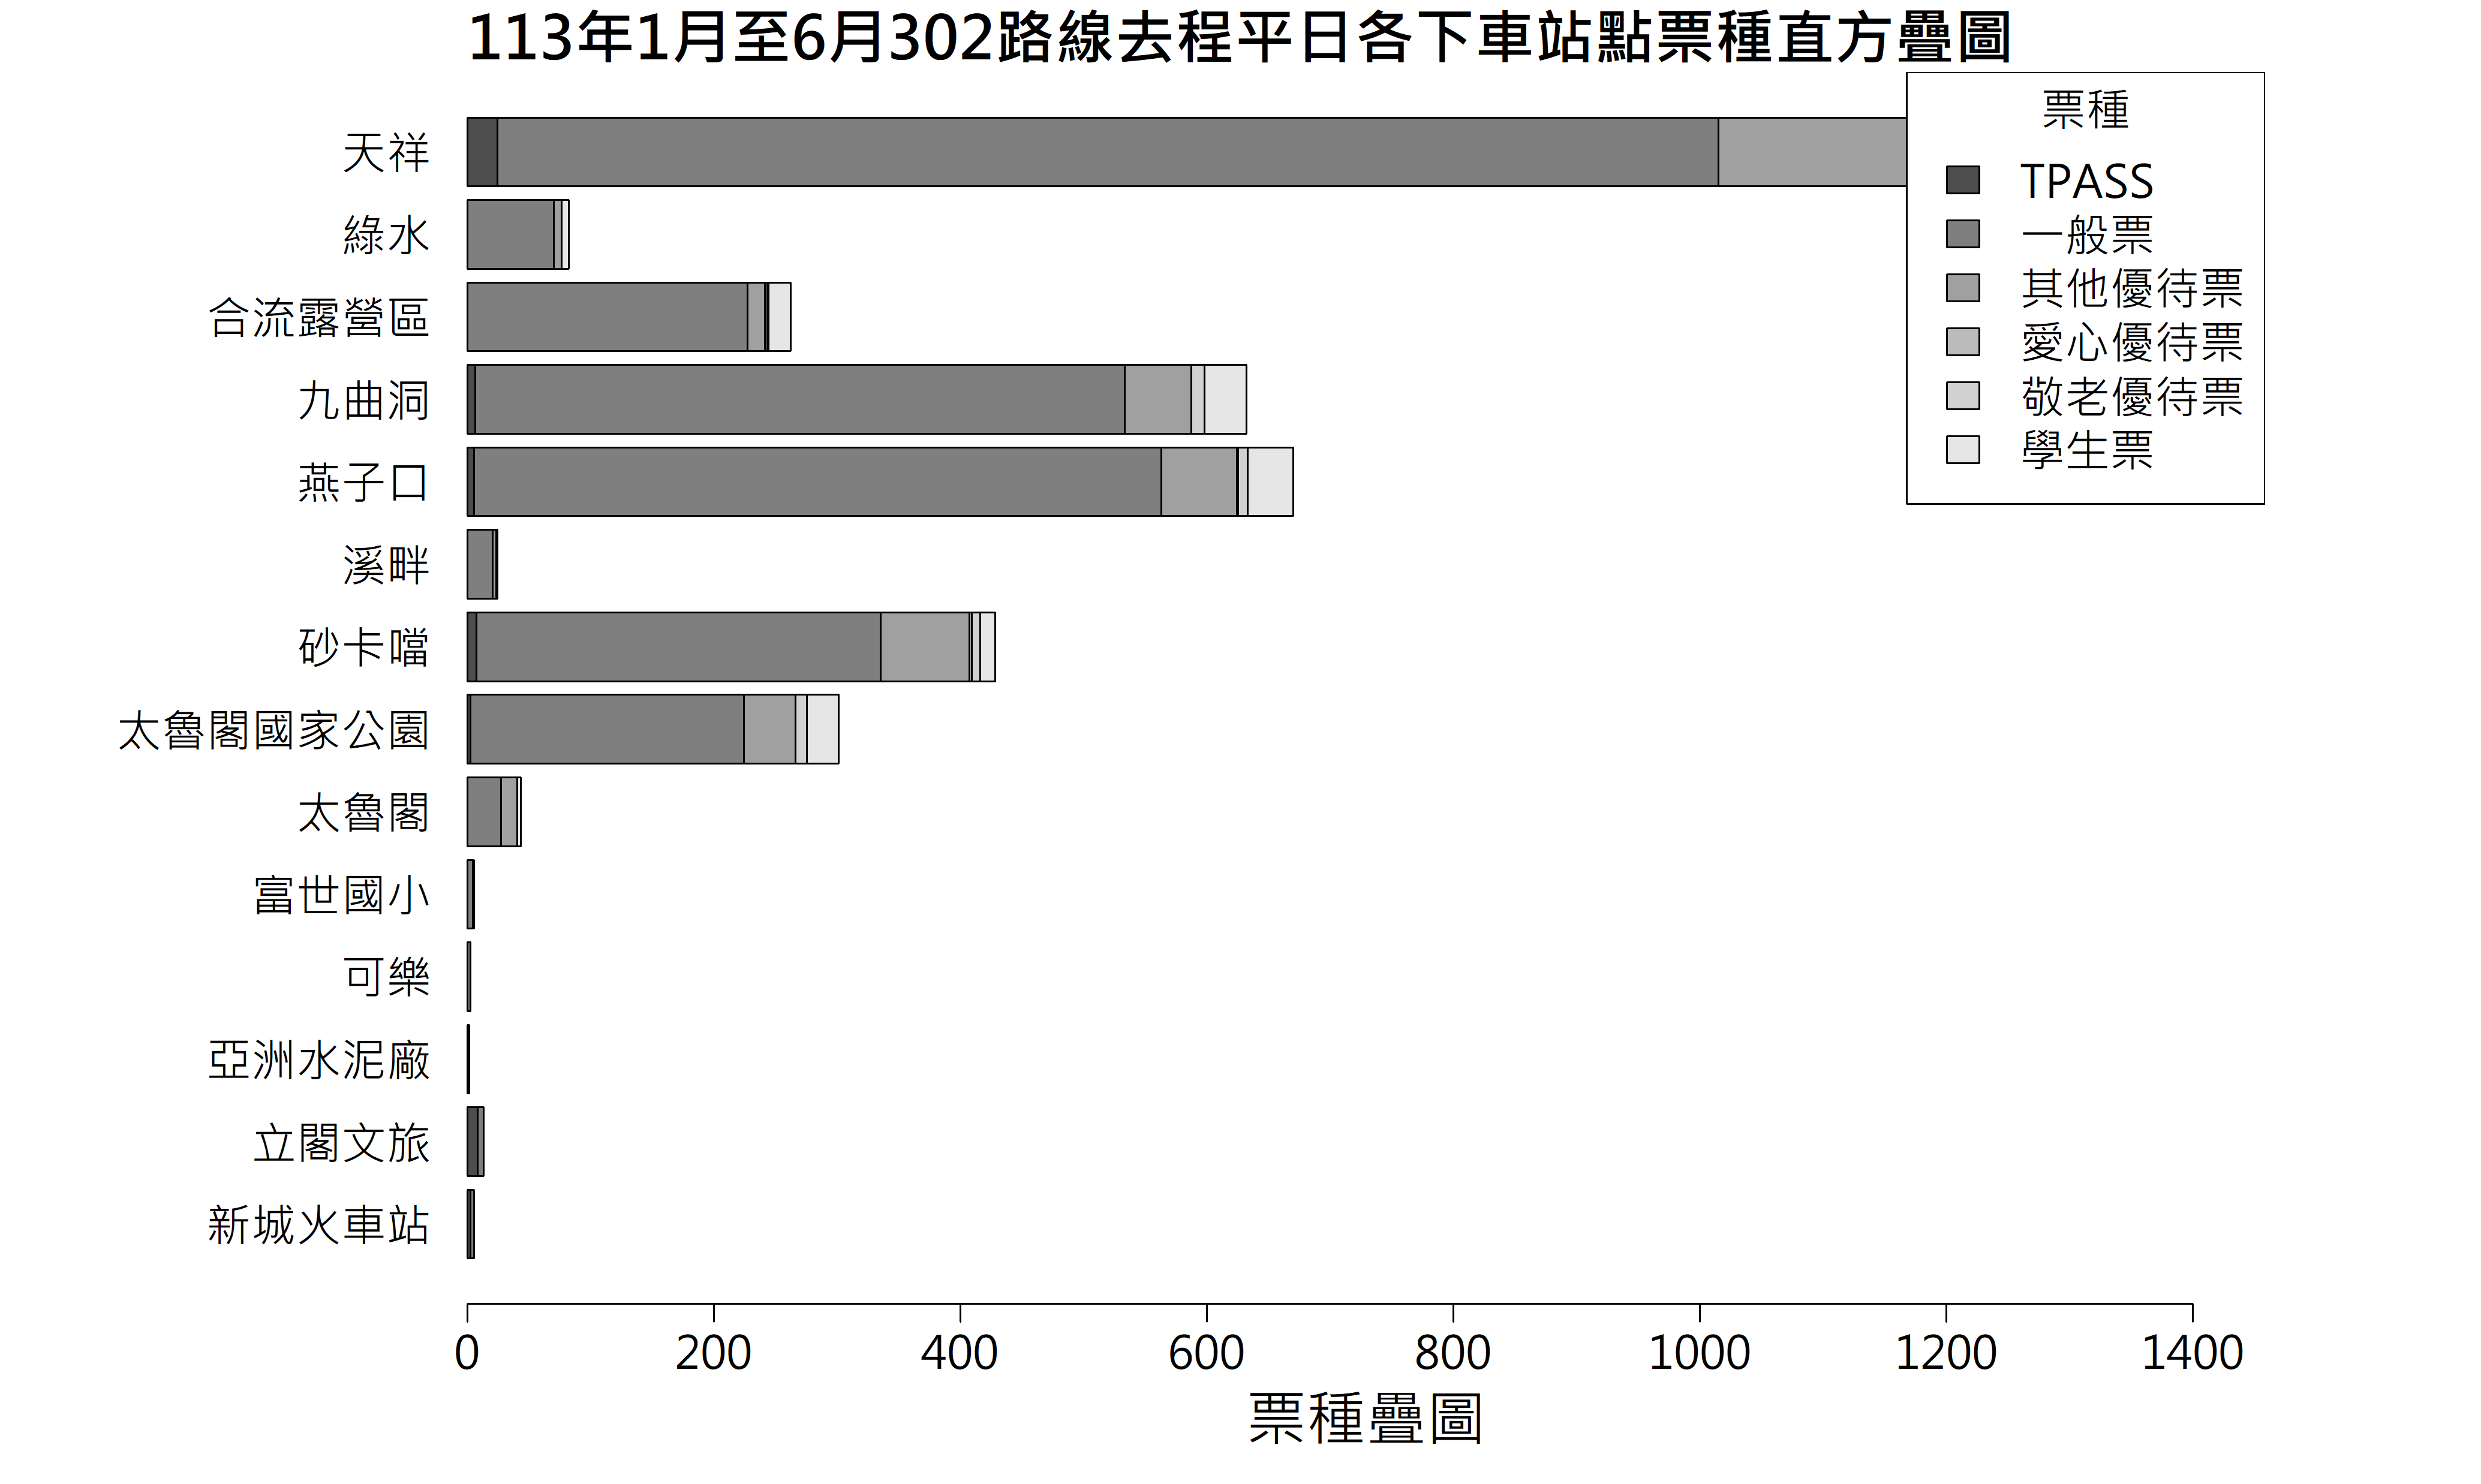 113年1月至6月302路線去程平日各下車站點票種直方疊圖
票種
TPASS
一般票
其他優待票
愛心優待票
敬老優待票
學生票
天祥
綠水
合流露營區
九曲洞
燕子口
溪畔
砂卡噹
太魯閣國家公園
太魯閣
富世國小
可樂
亞洲水泥廠
立閣文旅
新城火車站
0 200 400 600 800 1000 1200 1400
票種疊圖